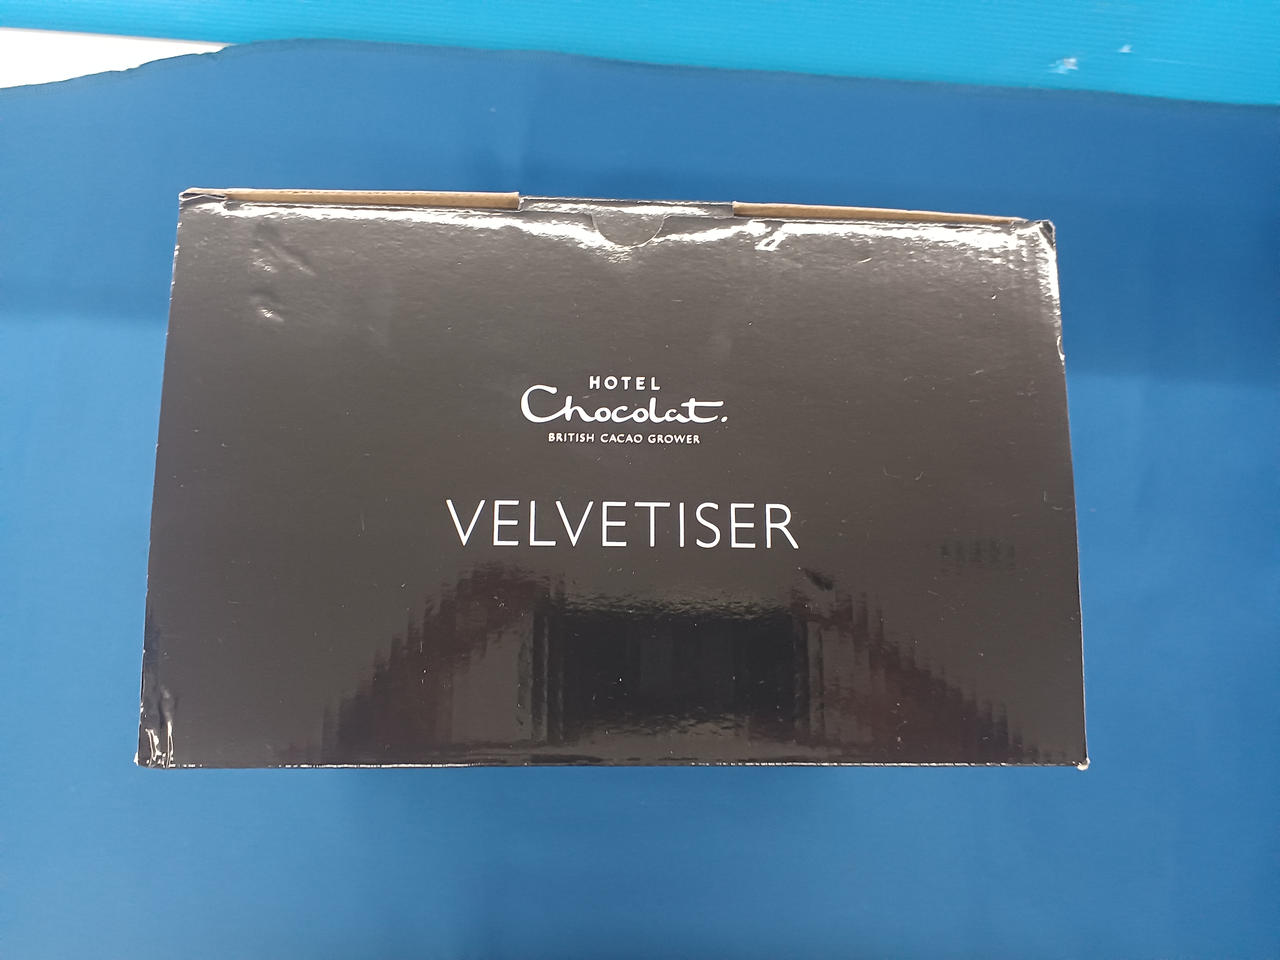 HOTEL
Chocolat.
BRITISH CACAO GROWER
VELVETISER